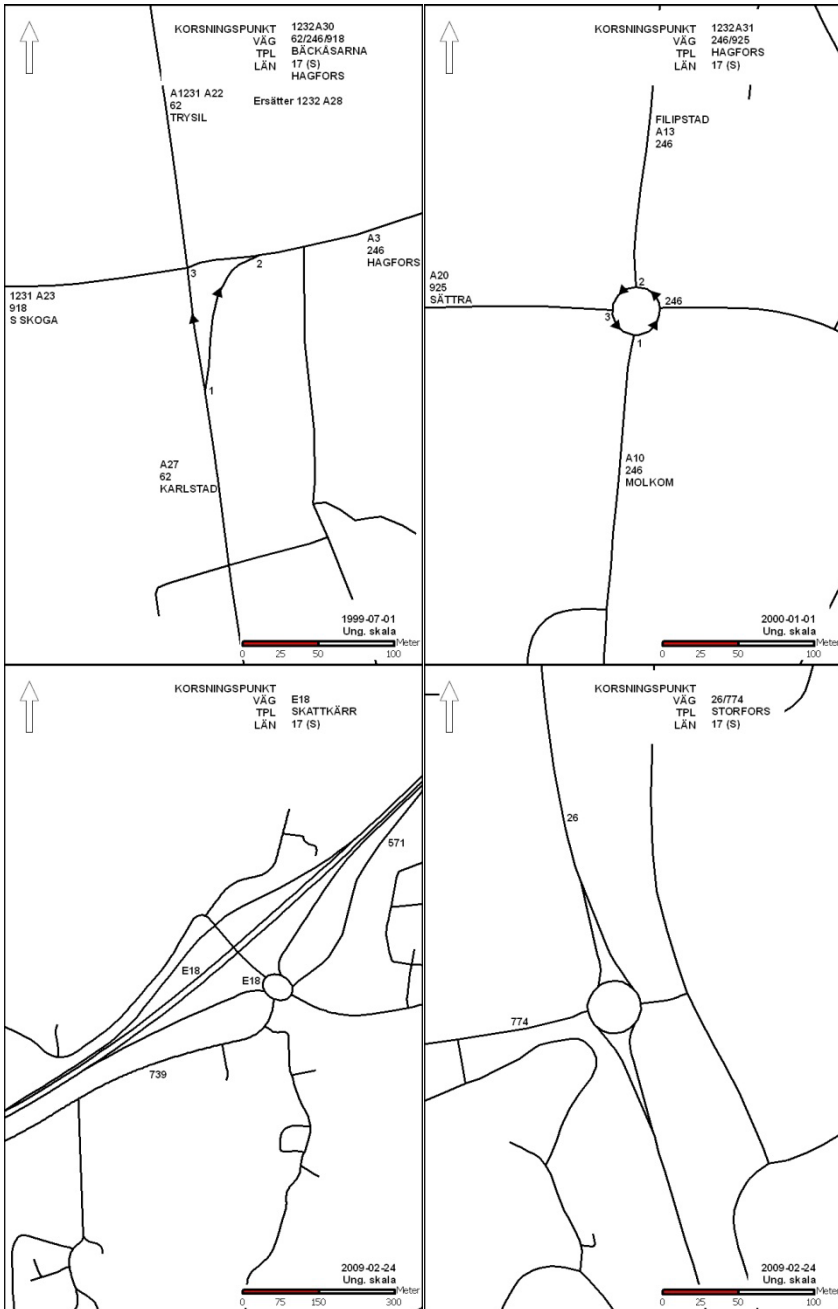 KORSNINGSPUNKT 1232A30
VÄG 62/246/918
TPL BÄCKÅSARNA
LÄN 17 (S)
HAGFORS
A1231 A22
62
TRYSIL
Ersätter 1232 A28
A3
246
HAGFORS
3
2
1231 A23
918
S SKOGA
1
A27
62
KARLSTAD
1999-07-01
Ung. skala
Meter
0 25 50 100
KORSNINGSPUNKT 1232A31
VÄG 246/925
TPL HAGFORS
LÄN 17 (S)
FILIPSTAD
A13
246
A20
925
SÄTTRA
2
246
3
1
A10
246
MOLKOM
2000-01-01
Ung. skala
Meter
0 25 50 100
KORSNINGSPUNKT
VÄG E18
TPL SKATTKÄRR
LÄN 17 (S)
571
E18
E18
739
2009-02-24
Ung. skala
Meter
0 75 150 300
KORSNINGSPUNKT
VÄG 26/774
TPL STORFORS
LÄN 17 (S)
26
774
2009-02-24
Ung. skala
Meter
0 25 50 100